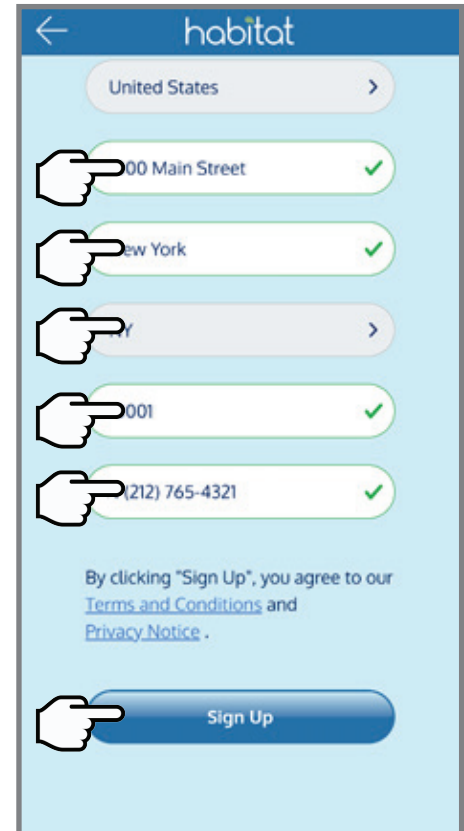 habitat
United States
00 Main Street
ew York
NY
001
(212) 765-4321
By clicking "Sign Up", you agree to our
Terms and Conditions and
Privacy Notice .
Sign Up